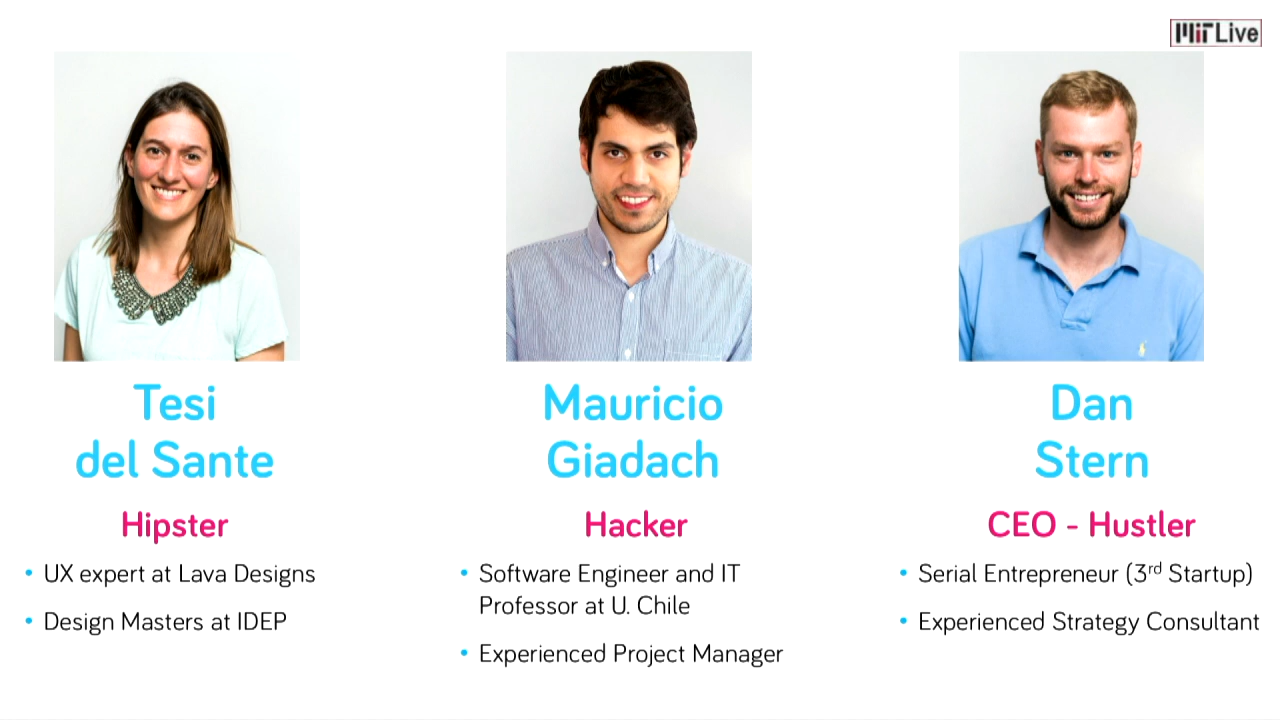 MIT Live
Tesi
del Sante
Hipster
• UX expert at Lava Designs
• Design Masters at IDEP
Mauricio
Giadach
Hacker
• Software Engineer and IT
Professor at U. Chile
• Experienced Project Manager
Dan
Stern
CEO - Hustler
• Serial Entrepreneur (3rd Startup)
• Experienced Strategy Consultant